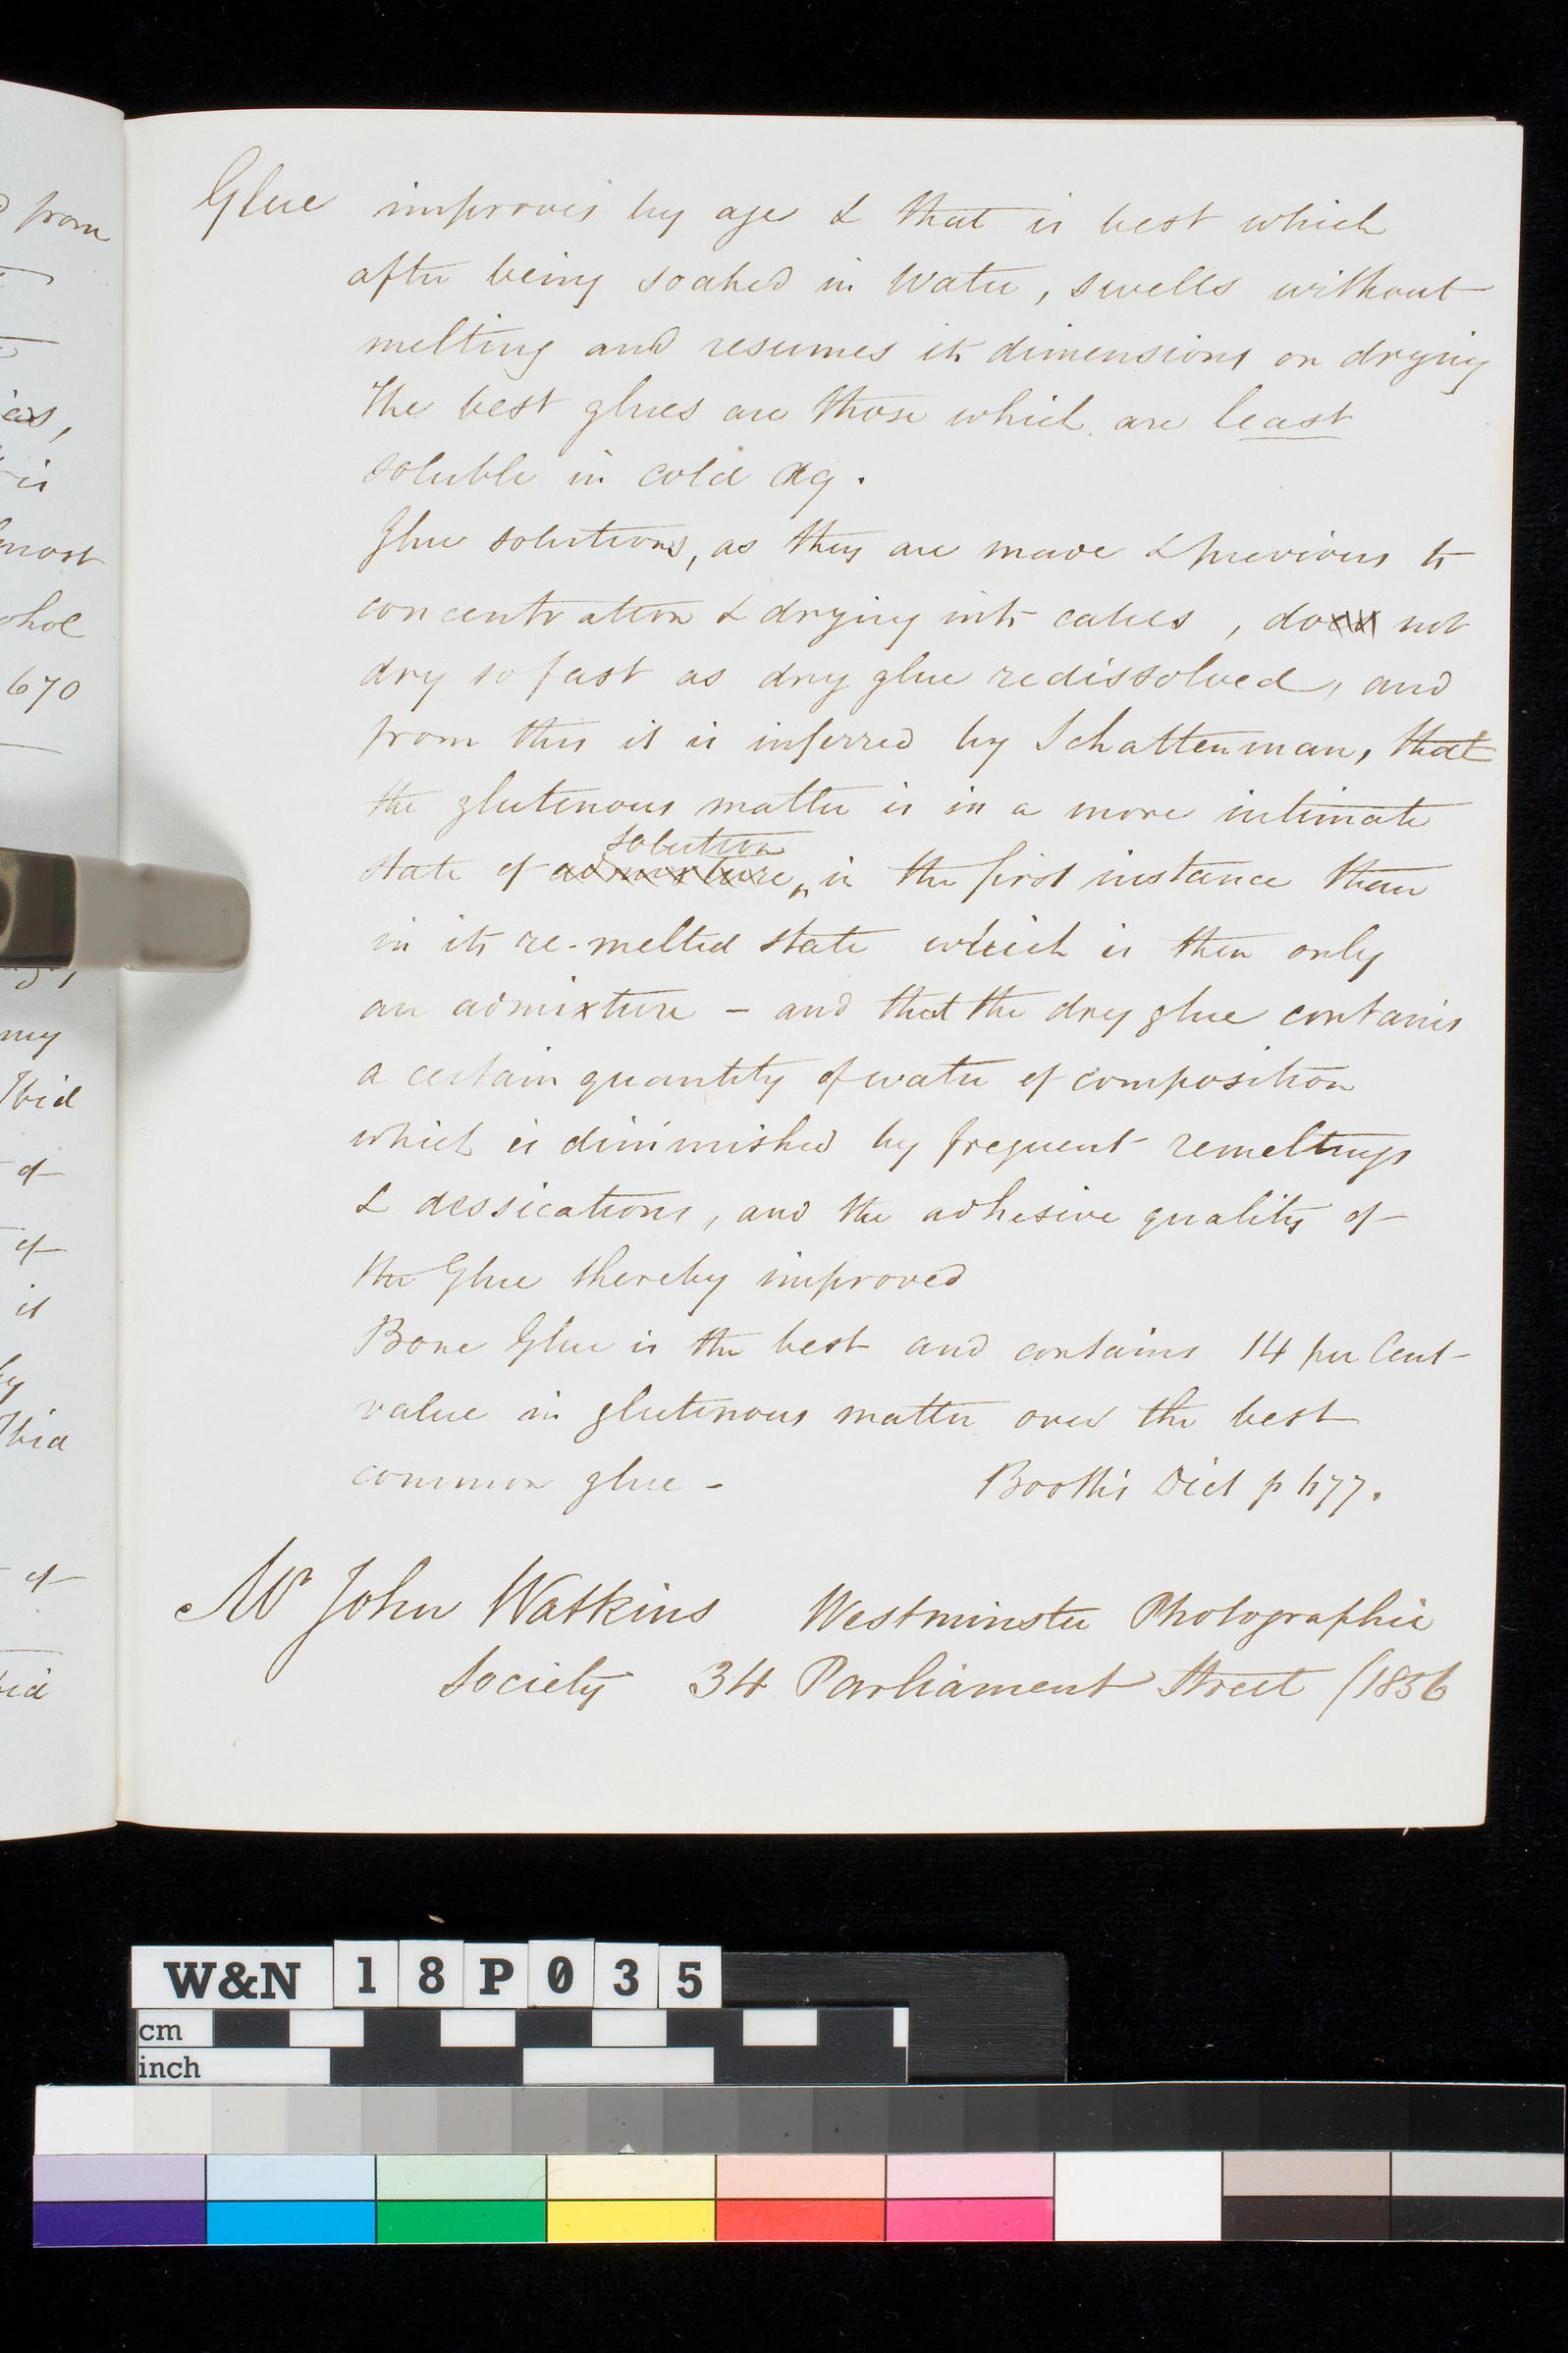 from
is
most
670
my
Ibid
of
of
it
Ibid
of
Glue improves by age & that is best which
after being soaked in Water, swells without
melting and resumes its dimensions on drying
The best glues are those which are least
soluble in cold aq.
Glue solutions, as they are made & previous to
concentration & drying into cakes, do not
dry so fast as dry glue redissolved, and
from this it is inferred by Schattenman, that
the glutenous matter is in a more intimate
solution
state of admixture, in the first instance than
in its re-melted state which is then only
an admixture - and that the dry glue contains
a certain quantity of water of composition
which is diminished by frequent remeltings
& dessications, and the adhesive quality of
the Glue thereby improved
Bone Glue is the best and contains 14 per Cent
value in glutenous matter over the best
common glue - Booth's Dict p
Mr John Watkins Westminster Photographic
Society 34 Parliament Street (1856
W&N 18P035
cm
inch